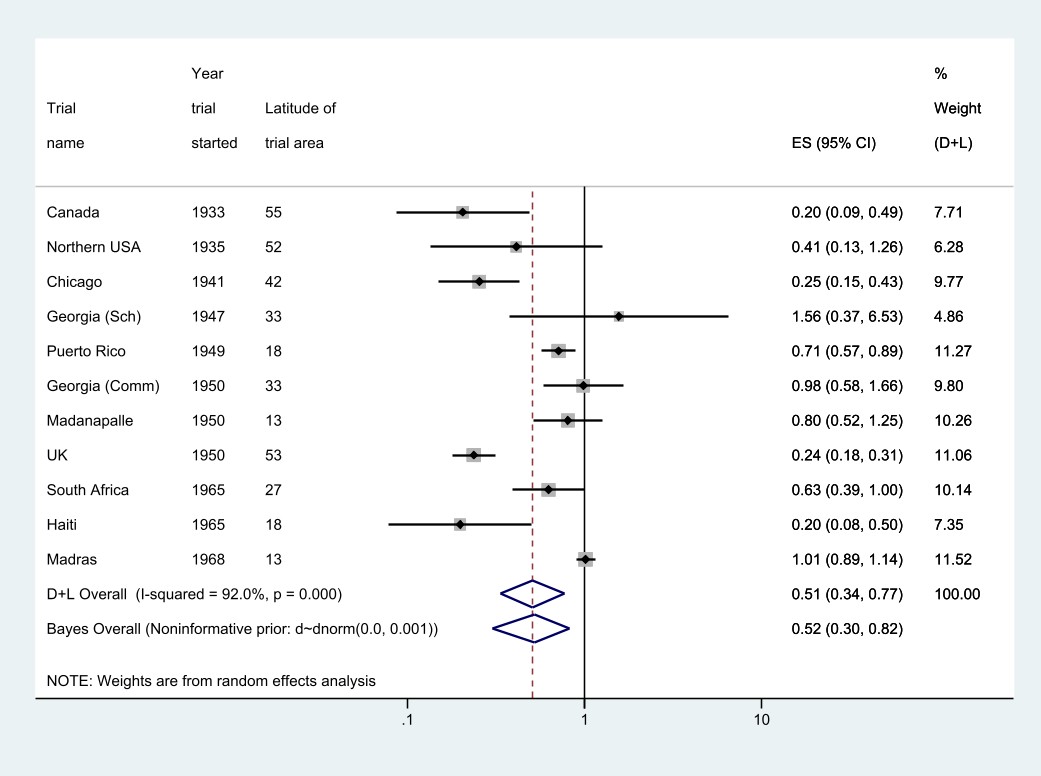 Year %
Trial trial Latitude of Weight
name started trial area ES (95% CI) (D+L)
Canada 1933 55 0.20 (0.09, 0.49) 7.71
Northern USA 1935 52 0.41 (0.13, 1.26) 6.28
Chicago 1941 42 0.25 (0.15, 0.43) 9.77
Georgia (Sch) 1947 33 1.56 (0.37, 6.53) 4.86
Puerto Rico 1949 18 0.71 (0.57, 0.89) 11.27
Georgia (Comm) 1950 33 0.98 (0.58, 1.66) 9.80
Madanapalle 1950 13 0.80 (0.52, 1.25) 10.26
UK 1950 53 0.24 (0.18, 0.31) 11.06
South Africa 1965 27 0.63 (0.39, 1.00) 10.14
Haiti 1965 18 0.20 (0.08, 0.50) 7.35
Madras 1968 13 1.01 (0.89, 1.14) 11.52
D+L Overall (I-squared = 92.0%, p = 0.000) 0.51 (0.34, 0.77) 100.00
Bayes Overall (Noninformative prior: d~dnorm(0.0, 0.001)) 0.52 (0.30, 0.82)
NOTE: Weights are from random effects analysis
.1 1 10